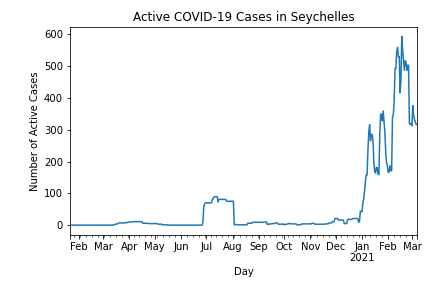 Active COVID-19 Cases in Seychelles
Number of Active Cases
600
500
400
300
200
100
0
Feb Mar Apr May Jun Jul Aug Sep Oct Nov Dec Jan Feb Mar
2021
Day